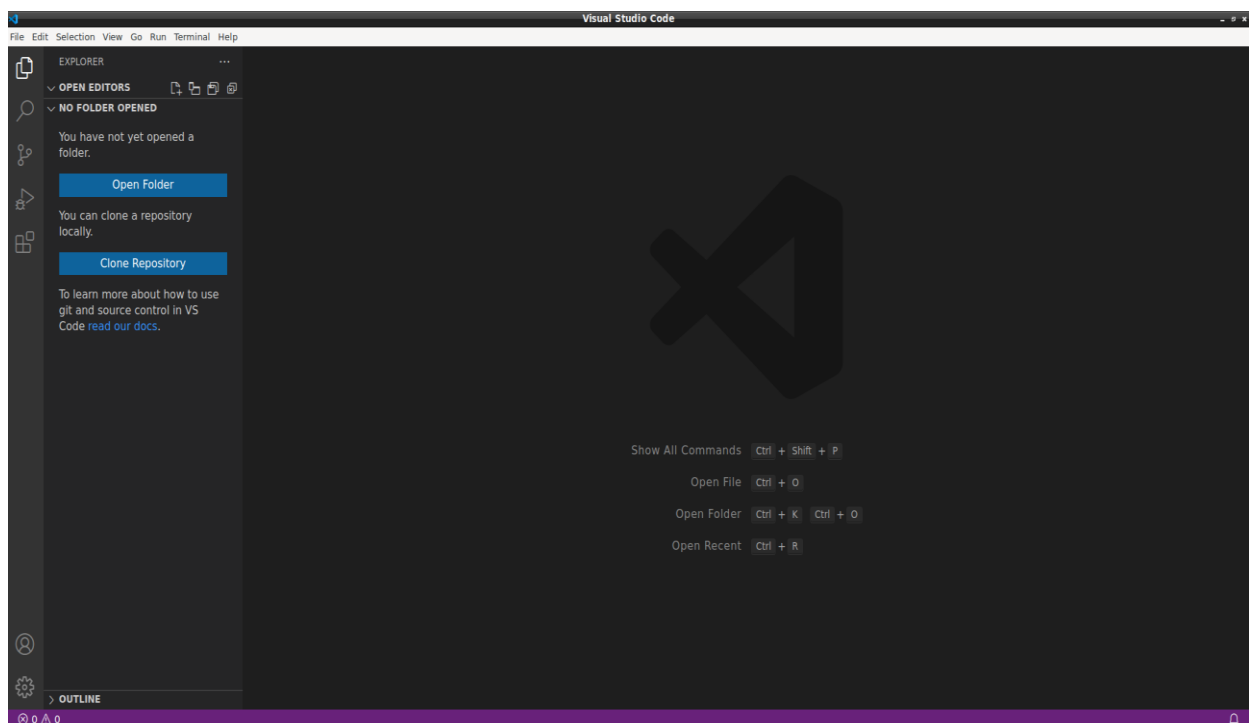 Visual Studio Code
File Edit Selection View Go Run Terminal Help
EXPLORER
OPEN EDITORS
NO FOLDER OPENED
You have not yet opened a
folder.
Open Folder
You can clone a repository
locally.
Clone Repository
To learn more about how to use
git and source control in VS
Code read our docs.
OUTLINE
Show All Commands Ctrl + Shift + P
Open File Ctrl + O
Open Folder Ctrl + K Ctrl + O
Open Recent Ctrl + R
0 0